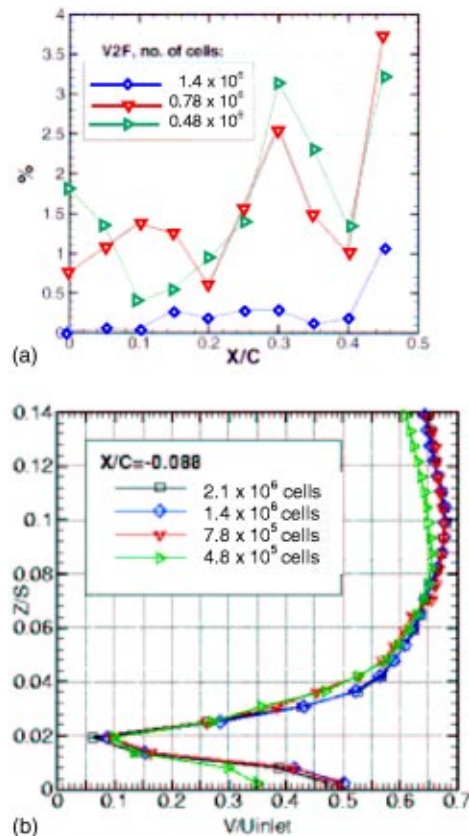 4%
3.5
3
2.5
2
1.5
1
0.5
0
%
V2F, no. of cells:
1.4 x 10⁶
0.78 x 10⁶
0.48 x 10⁶
0 0.1 0.2 0.3 0.4 0.5
X/C
(a)
0.14
0.12
0.1
0.08
0.06
0.04
0.02
0
Z/S
X/C=-0.088
2.1 x 10⁶ cells
1.4 x 10⁶ cells
7.8 x 10⁵ cells
4.8 x 10⁵ cells
0 0.1 0.2 0.3 0.4 0.5 0.6 0.7
V/Uinlet
(b)